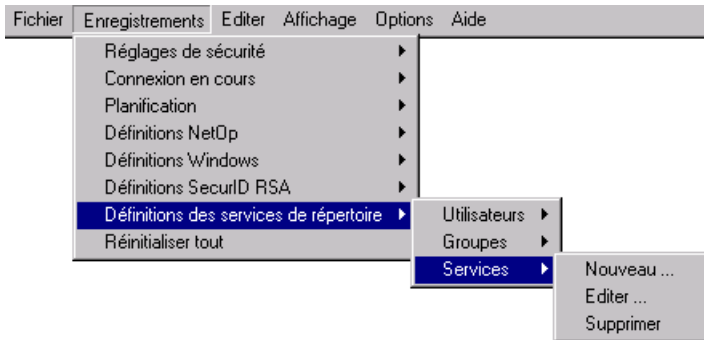 Fichier Enregistrements Editer Affichage Options Aide
Réglages de sécurité
Connexion en cours
Planification
Définitions NetOp
Définitions Windows
Définitions SecurID RSA
Définitions des services de répertoire Utilisateurs
Réinitialiser tout Groupes
Services Nouveau ...
Editer ...
Supprimer